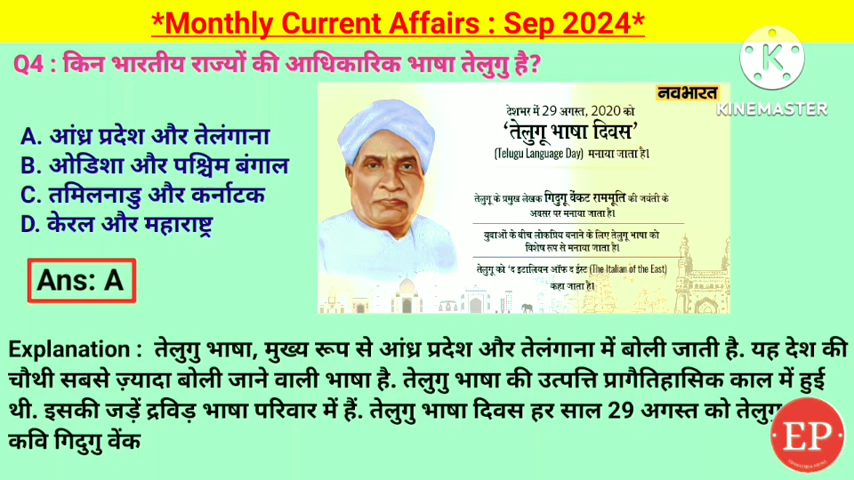 *Monthly Current Affairs : Sep 2024*
Q4 : किन भारतीय राज्यों की आधिकारिक भाषा तेलुगु है?
A. आंध्र प्रदेश और तेलंगाना
B. ओडिशा और पश्चिम बंगाल
C. तमिलनाडु और कर्नाटक
D. केरल और महाराष्ट्र
Ans: A
नवभारत
KINEMASTER
देशभर में 29 अगस्त, 2020 को
‘तेलुगू भाषा दिवस’
(Telugu Language Day) मनाया जाता है।
तेलुगू के प्रमुख लेखक गिदुगू वेंकट राममूर्ति की जयंती के
अवसर पर मनाया जाता है।
युवाओं के बीच लोकप्रिय बनाने के लिए तेलुगू भाषा को
विशेष रूप से मनाया जाता है।
तेलुगू को 'द इटालियन ऑफ द ईस्ट (The Italian of the East)
कहा जाता है।
Explanation : तेलुगु भाषा, मुख्य रूप से आंध्र प्रदेश और तेलंगाना में बोली जाती है. यह देश की
चौथी सबसे ज़्यादा बोली जाने वाली भाषा है. तेलुगु भाषा की उत्पत्ति प्रागैतिहासिक काल में हुई
थी. इसकी जड़ें द्रविड़ भाषा परिवार में हैं. तेलुगु भाषा दिवस हर साल 29 अगस्त को तेलुगु
कवि गिदुगु वेंक
EP